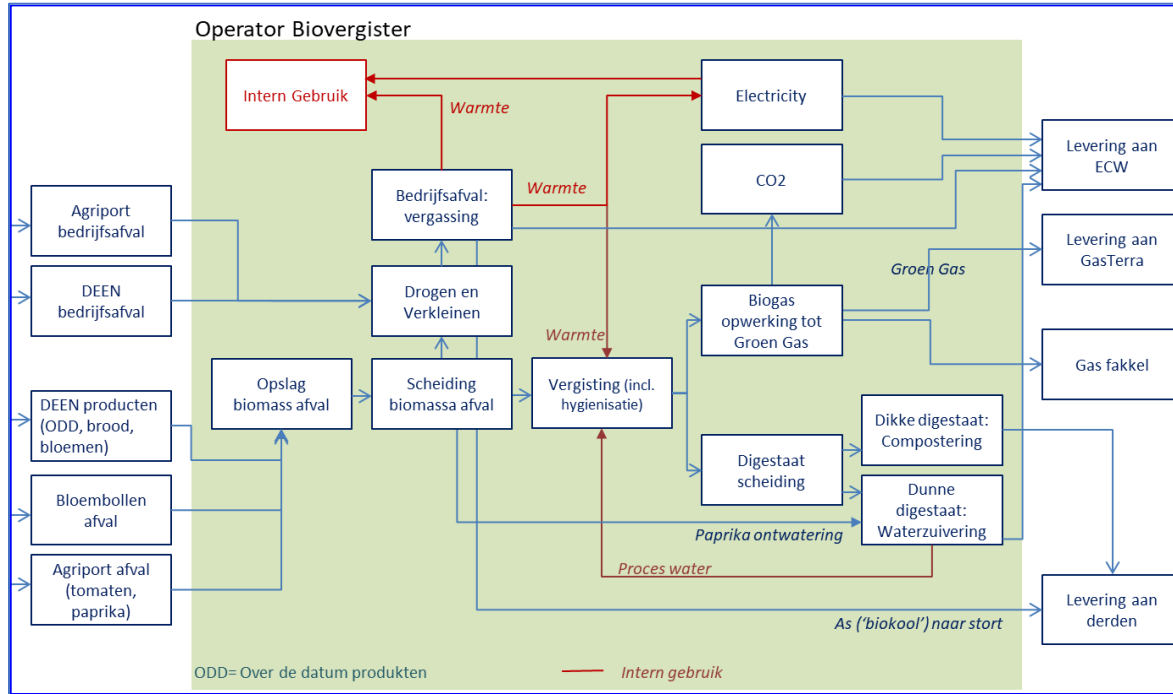 Operator Biovergister
Intern Gebruik
Warmte
Electricity
Levering aan
ECW
CO2
Bedrijfsafval:
vergassing
Warmte
Agriport
bedrijfsafval
Levering aan
GasTerra
Groen Gas
DEEN
bedrijfsafval
Drogen en
Verkleinen
Biogas
opwerking tot
Groen Gas
Warmte
Gas fakkel
Opslag
biomass afval
Scheiding
biomassa afval
Vergisting (incl.
hygienisatie)
DEEN producten
(ODD, brood,
bloemen)
Dikke digestaat:
Compostering
Digestaat
scheiding
Bloembollen
afval
Dunne
digestaat:
Waterzuivering
Paprika ontwatering
Agriport afval
(tomaten,
paprika)
Proces water
Levering aan
derden
As (‘biokool’) naar stort
ODD= Over de datum produkten
Intern gebruik